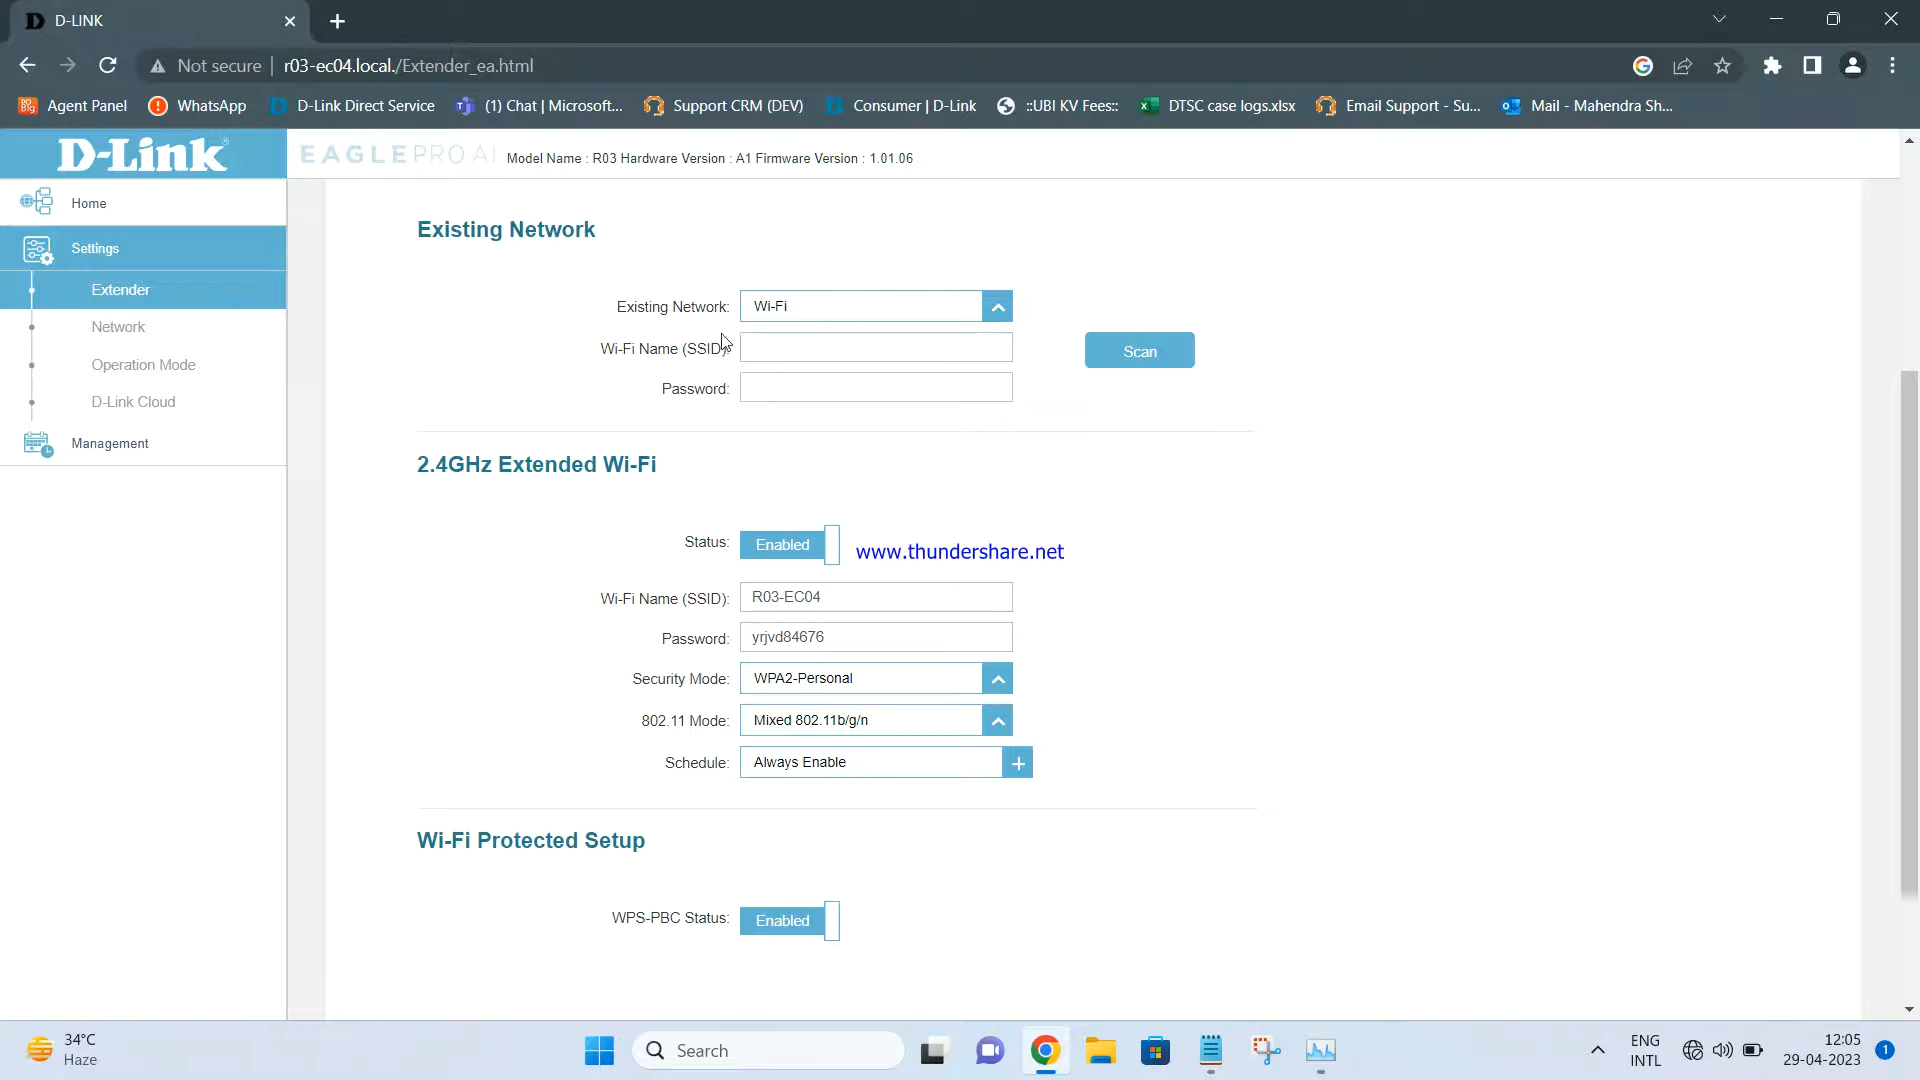 D-LINK
Not secure
r03-ec04.local./Extender_ea.html
Agent Panel
WhatsApp
D-Link Direct Service
(1) Chat | Microsoft...
Support CRM (DEV)
Consumer | D-Link
::UBI KV Fees::
DTSC case logs.xlsx
Email Support - Su...
Mail - Mahendra Sh...
D-Link
EAGLE PRO AI
Model Name : R03 Hardware Version : A1 Firmware Version : 1.01.06
Home
Settings
Extender
Network
Operation Mode
D-Link Cloud
Management
Existing Network
Existing Network: Wi-Fi
Wi-Fi Name (SSID):
Scan
Password:
2.4GHz Extended Wi-Fi
Status: Enabled
www.thundershare.net
Wi-Fi Name (SSID): R03-EC04
Password: yrjvd84676
Security Mode: WPA2-Personal
802.11 Mode: Mixed 802.11b/g/n
Schedule: Always Enable
Wi-Fi Protected Setup
WPS-PBC Status: Enabled
34°C
Haze
Search
ENG
INTL
12:05
29-04-2023
1